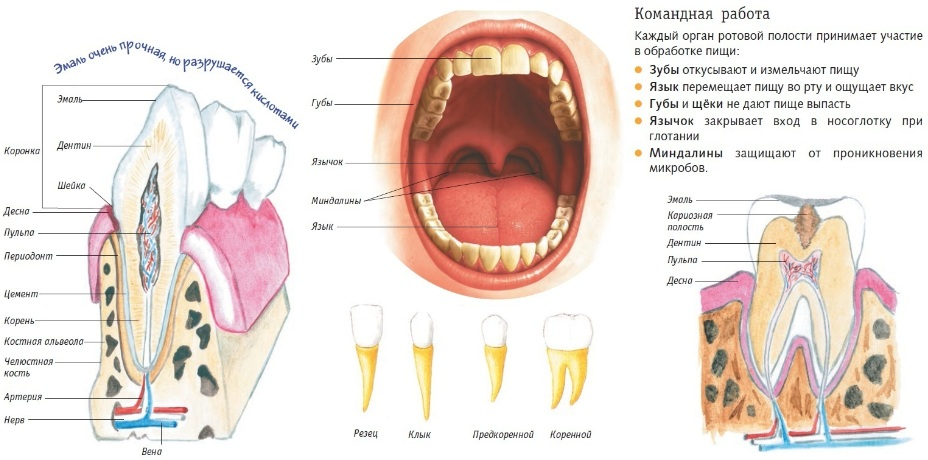 Эмаль очень прочная, но разрушается кислотами
Эмаль
Дентин
Коронка
Шейка
Десна
Пульпа
Периодонт
Цемент
Корень
Костная альвеола
Челюстная
кость
Артерия
Нерв
Вена
Зубы
Губы
Язычок
Миндалины
Язык
Резец
Клык
Предкоренной
Коренной
Командная работа
Каждый орган ротовой полости принимает участие
в обработке пищи:
Зубы откусывают и измельчают пищу
Язык перемещает пищу во рту и ощущает вкус
Губы и щёки не дают пище выпасть
Язычок закрывает вход в носоглотку при
глотании
Миндалины защищают от проникновения
микробов.
Эмаль
Кариозная
полость
Дентин
Пульпа
Десна